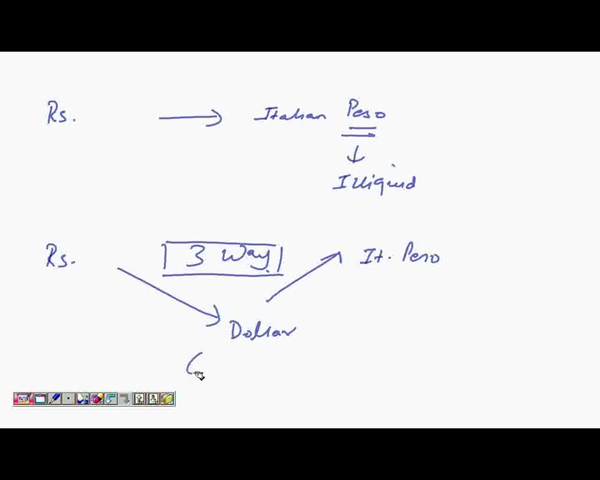 Rs. → Italian Peso
↓
Illiquid
Rs. 3 Way It. Peso
Dollar
(